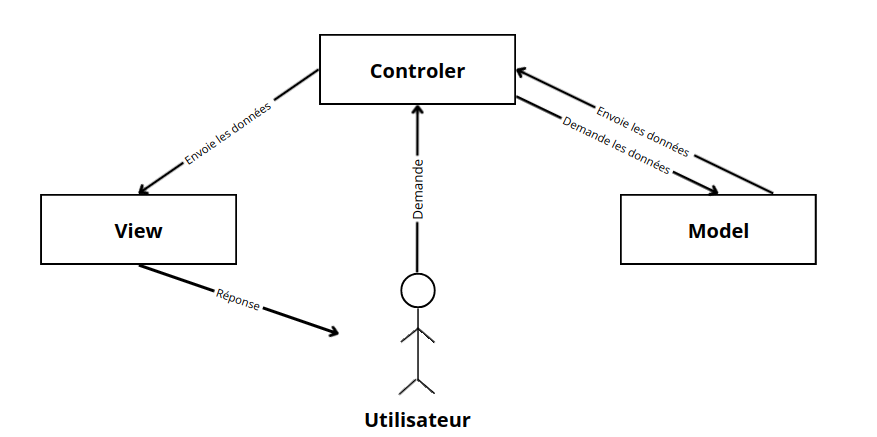 Controler
Envoie les données
Envoie les données
Demande les données
Demande
View
Model
Réponse
Utilisateur